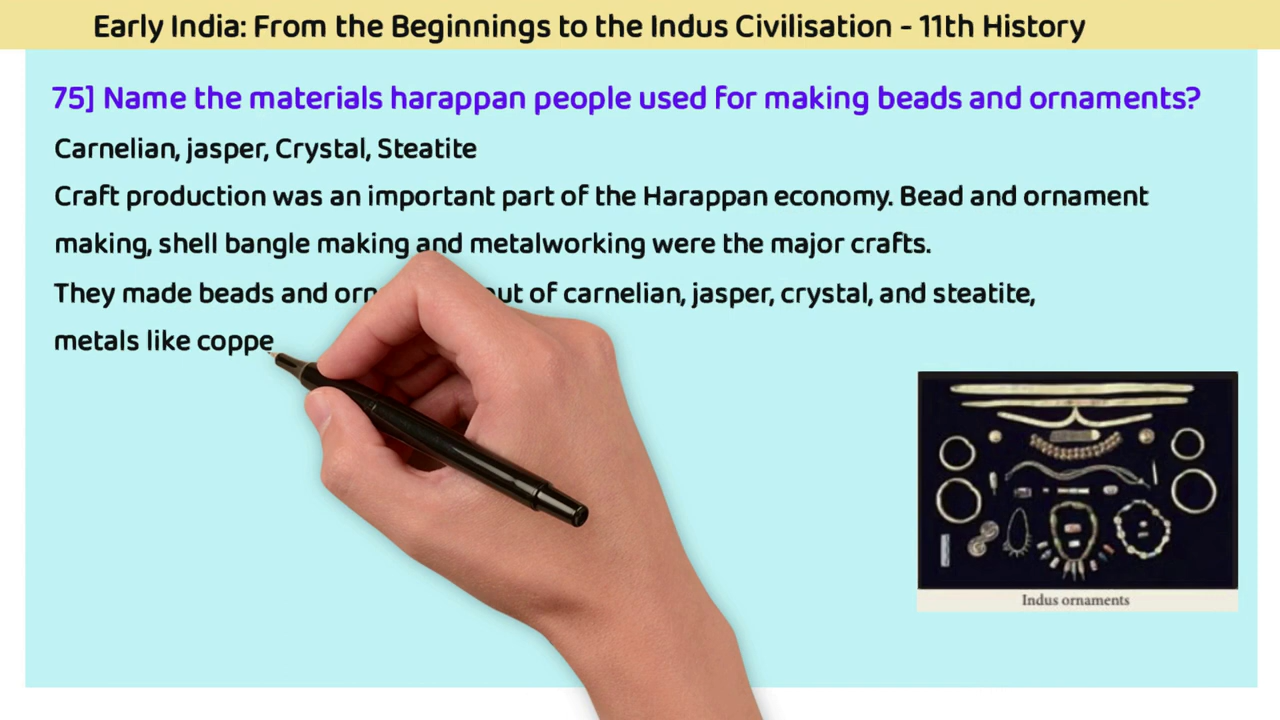 Early India: From the Beginnings to the Indus Civilisation - 11th History
75] Name the materials harappan people used for making beads and ornaments?
Carnelian, jasper, Crystal, Steatite
Craft production was an important part of the Harappan economy. Bead and ornament
making, shell bangle making and metalworking were the major crafts.
They made beads and orn out of carnelian, jasper, crystal, and steatite,
metals like coppe
Indus ornaments